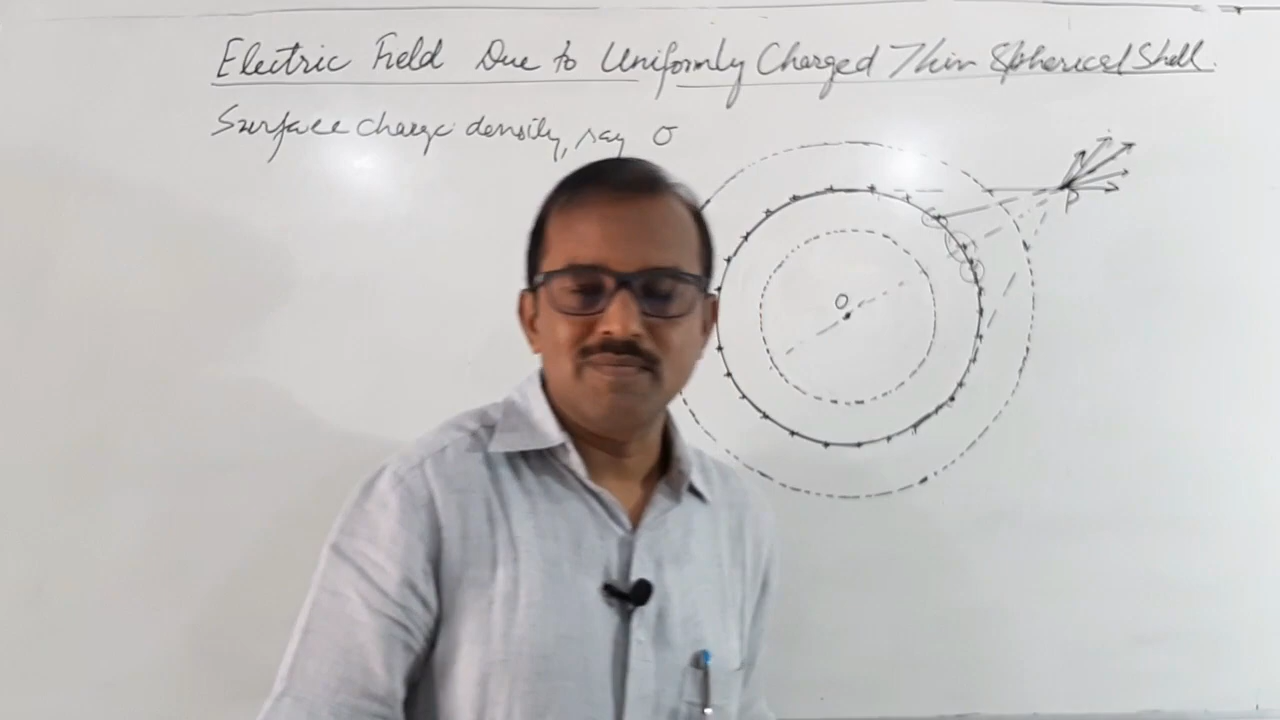 Electric Field Due to Uniformly Charged Thin Spherical Shell.
Surface charge density, say σ
P
O